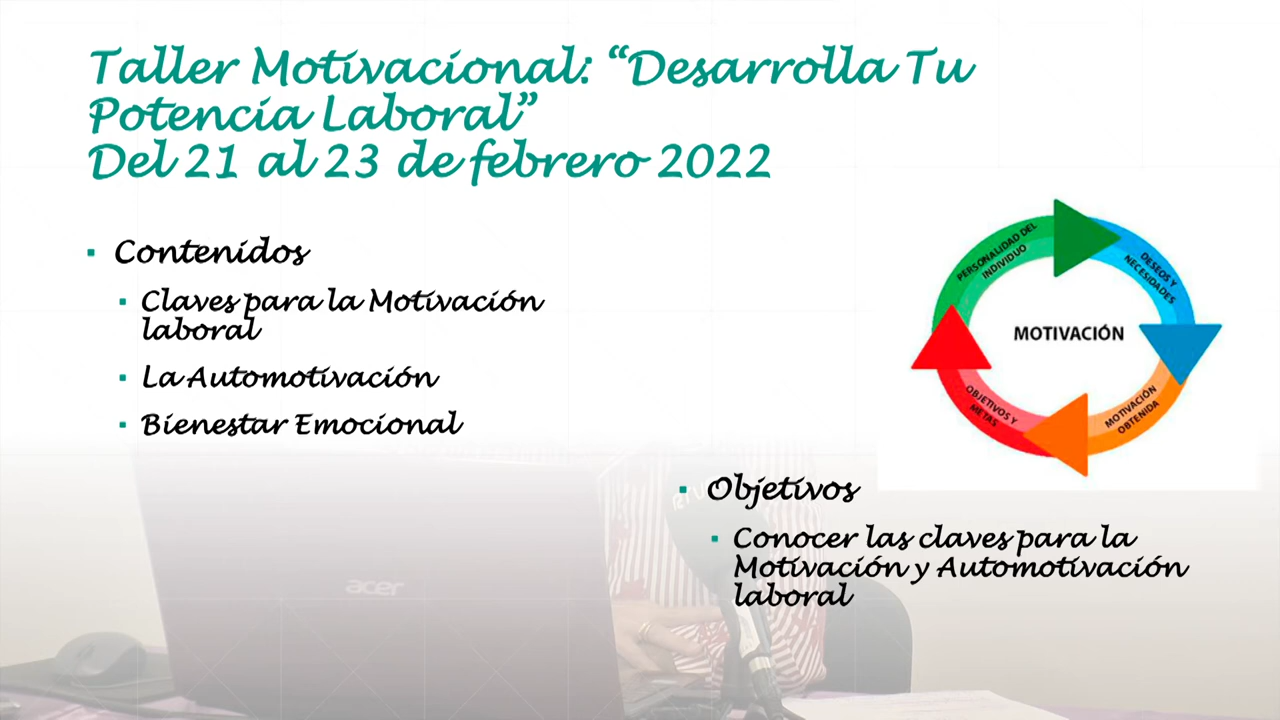 Taller Motivacional: “Desarrolla Tu
Potencia Laboral”
Del 21 al 23 de febrero 2022
Contenidos
Claves para la Motivación
laboral
La Automotivación
Bienestar Emocional
PERSONALIDAD DEL
INDIVIDUO
DESEOS Y
NECESIDADES
MOTIVACIÓN
OBJETIVOS Y
METAS
MOTIVACIÓN
OBTENIDA
Objetivos
Conocer las claves para la
Motivación y Automotivación
laboral
acer